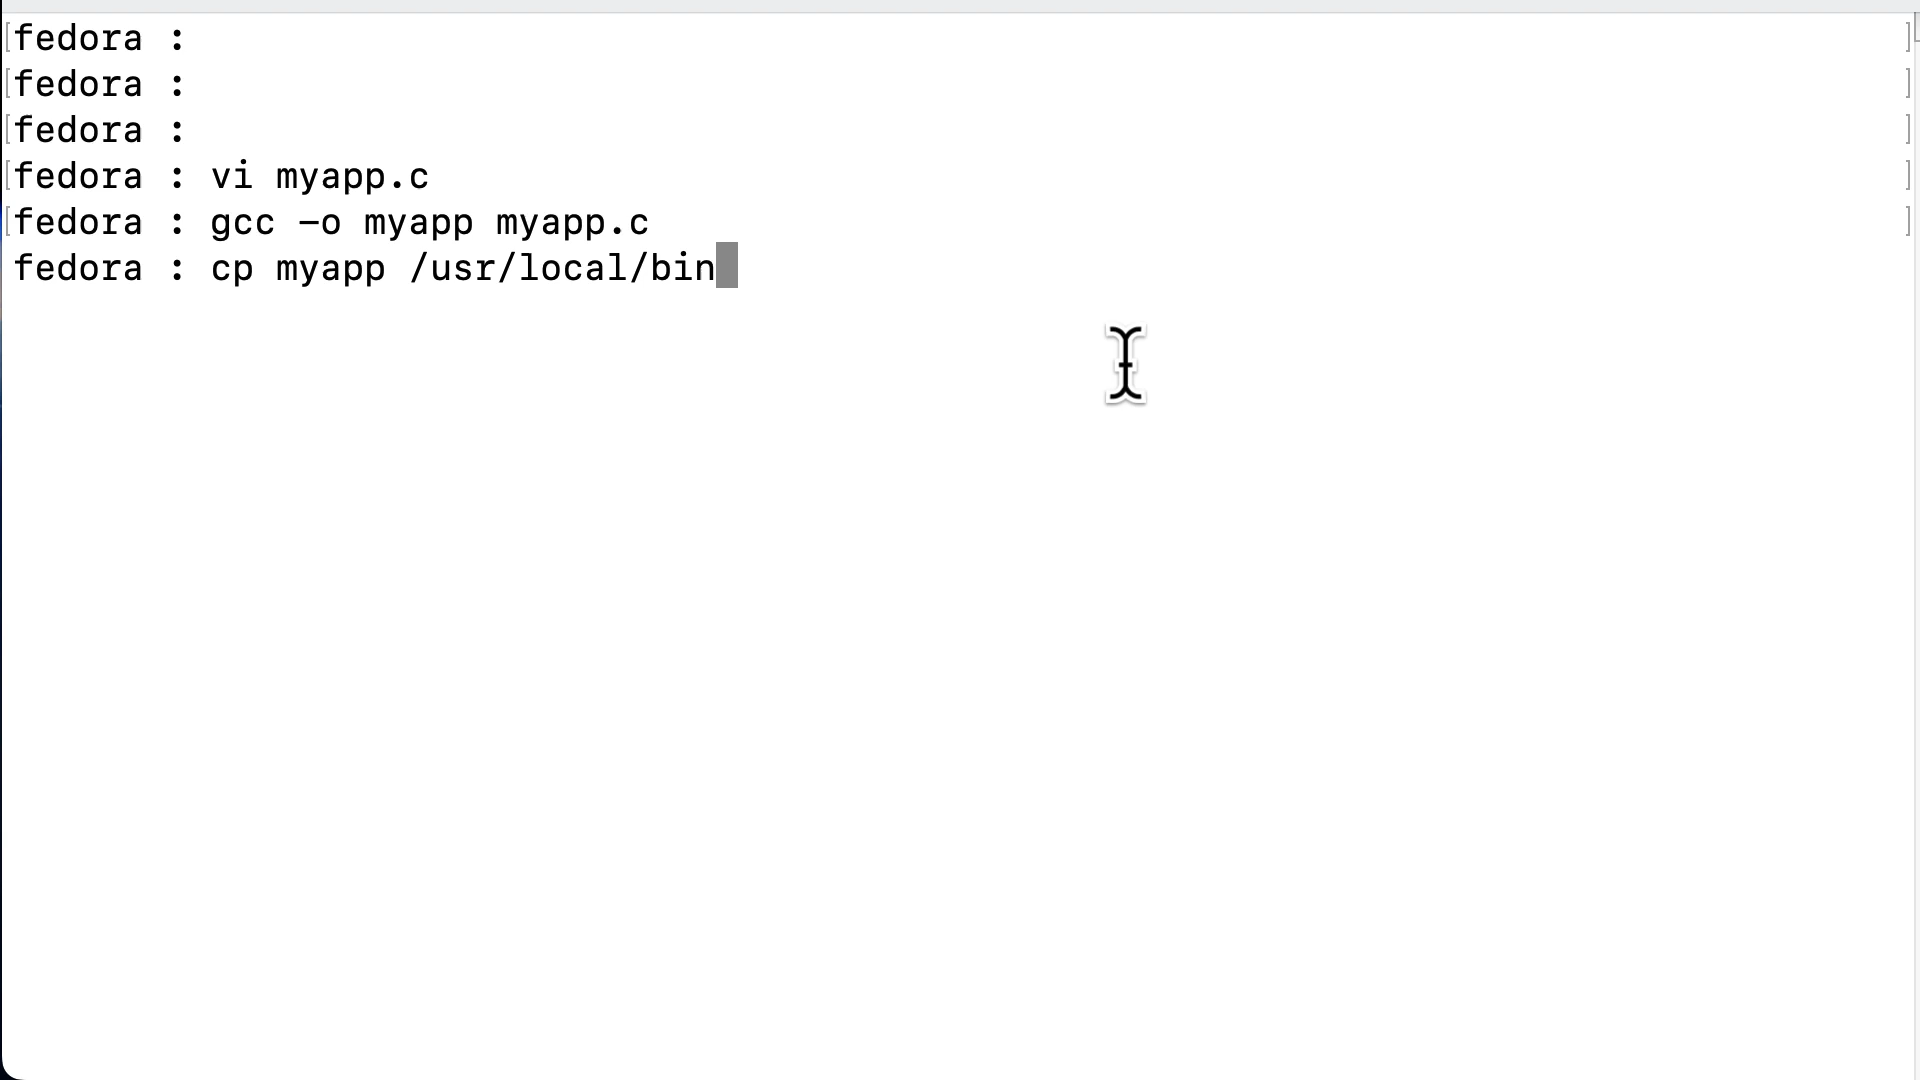 [fedora : ]
[fedora : ]
[fedora : ]
[fedora : vi myapp.c ]
[fedora : gcc -o myapp myapp.c ]
fedora : cp myapp /usr/local/bin